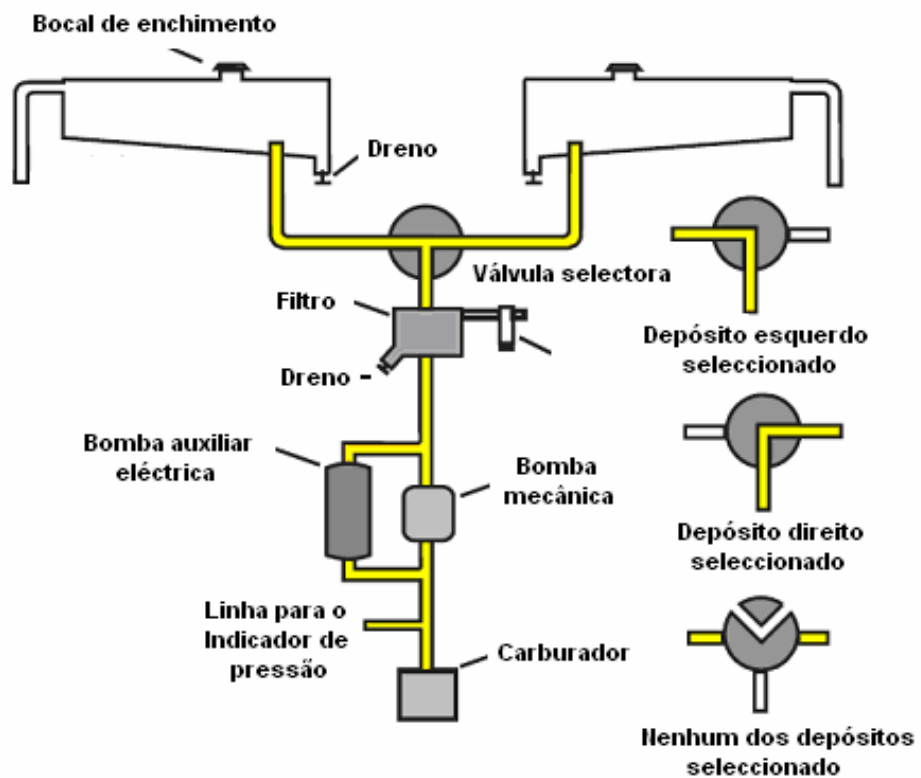 Bocal de enchimento
Dreno
Válvula selectora
Filtro
Dreno -
Depósito esquerdo
seleccionado
Bomba auxiliar
eléctrica
Bomba
mecânica
Depósito direito
seleccionado
Linha para o
Indicador de
pressão
Carburador
Nenhum dos depósitos
seleccionado